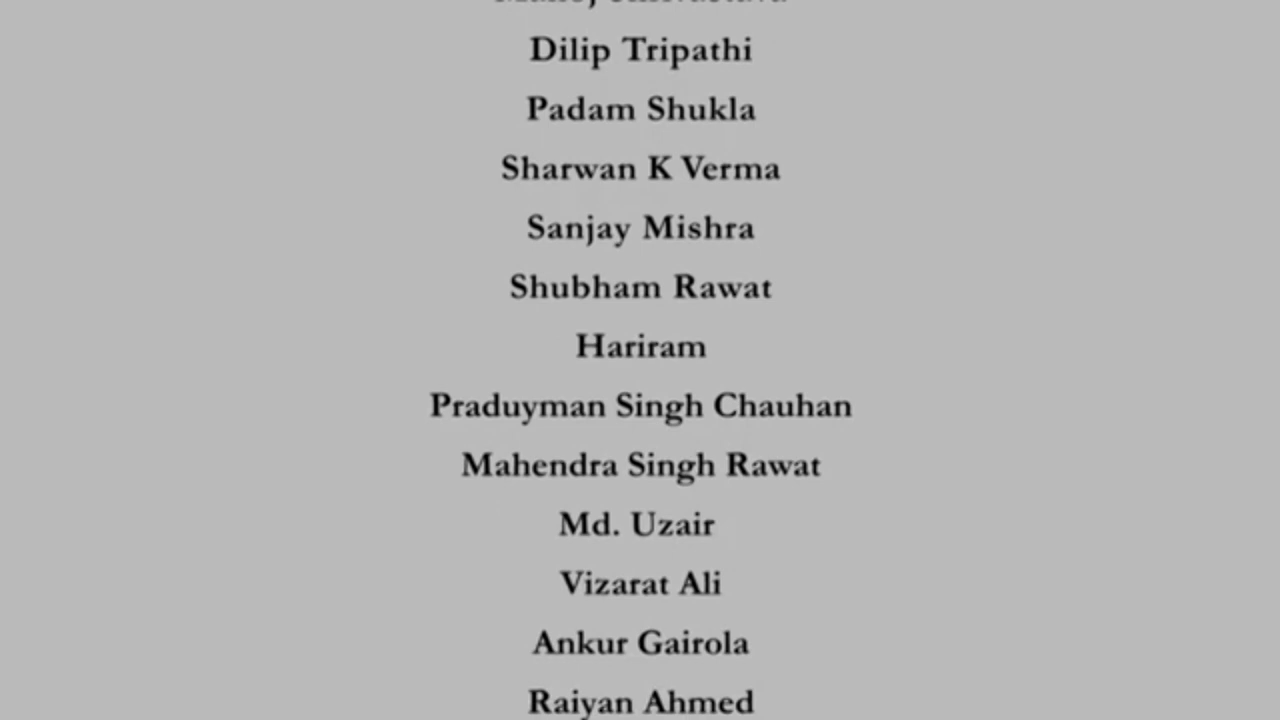 Dilip Tripathi
Padam Shukla
Sharwan K Verma
Sanjay Mishra
Shubham Rawat
Hariram
Praduyman Singh Chauhan
Mahendra Singh Rawat
Md. Uzair
Vizarat Ali
Ankur Gairola
Raiyan Ahmed